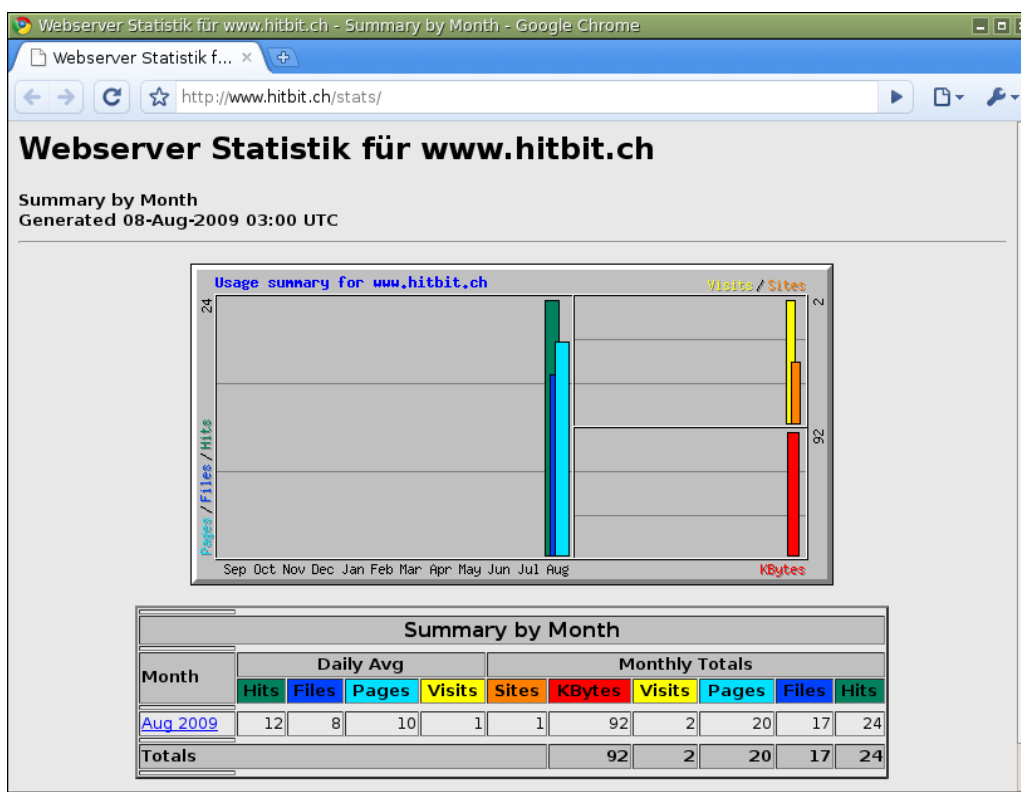 Webserver Statistik für www.hitbit.ch - Summary by Month - Google Chrome
Webserver Statistik f...
http://www.hitbit.ch/stats/
Webserver Statistik für www.hitbit.ch
Summary by Month
Generated 08-Aug-2009 03:00 UTC
Usage summary for www.hitbit.ch
Visits/Sites
24
2
Pages/Files/Hits
92
Sep Oct Nov Dec Jan Feb Mar Apr May Jun Jul Aug
KBytes
Summary by Month
Month Daily Avg Monthly Totals
Hits Files Pages Visits Sites KBytes Visits Pages Files Hits
Aug 2009 12 8 10 1 1 92 2 20 17 24
Totals 92 2 20 17 24